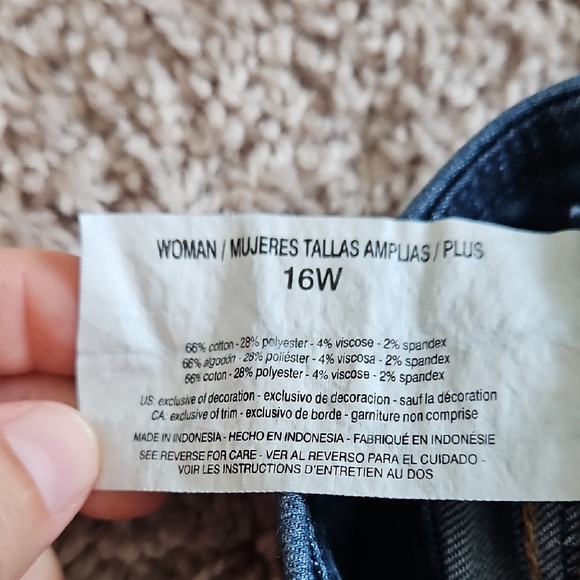 WOMAN / MUJERES TALLAS AMPLIAS / PLUS
16W
66% cotton - 28% polyester - 4% viscose - 2% spandex
66% algodón - 28% poliéster - 4% viscosa - 2% spandex
66% coton - 28% polyester - 4% viscose - 2% spandex
US: exclusive of decoration - exclusivo de decoracion - sauf la décoration
CA: exclusive of trim - exclusivo de borde - garniture non comprise
MADE IN INDONESIA - HECHO EN INDONESIA - FABRIQUÉ EN INDONÉSIE
SEE REVERSE FOR CARE - VER AL REVERSO PARA EL CUIDADO -
VOIR LES INSTRUCTIONS D'ENTRETIEN AU DOS